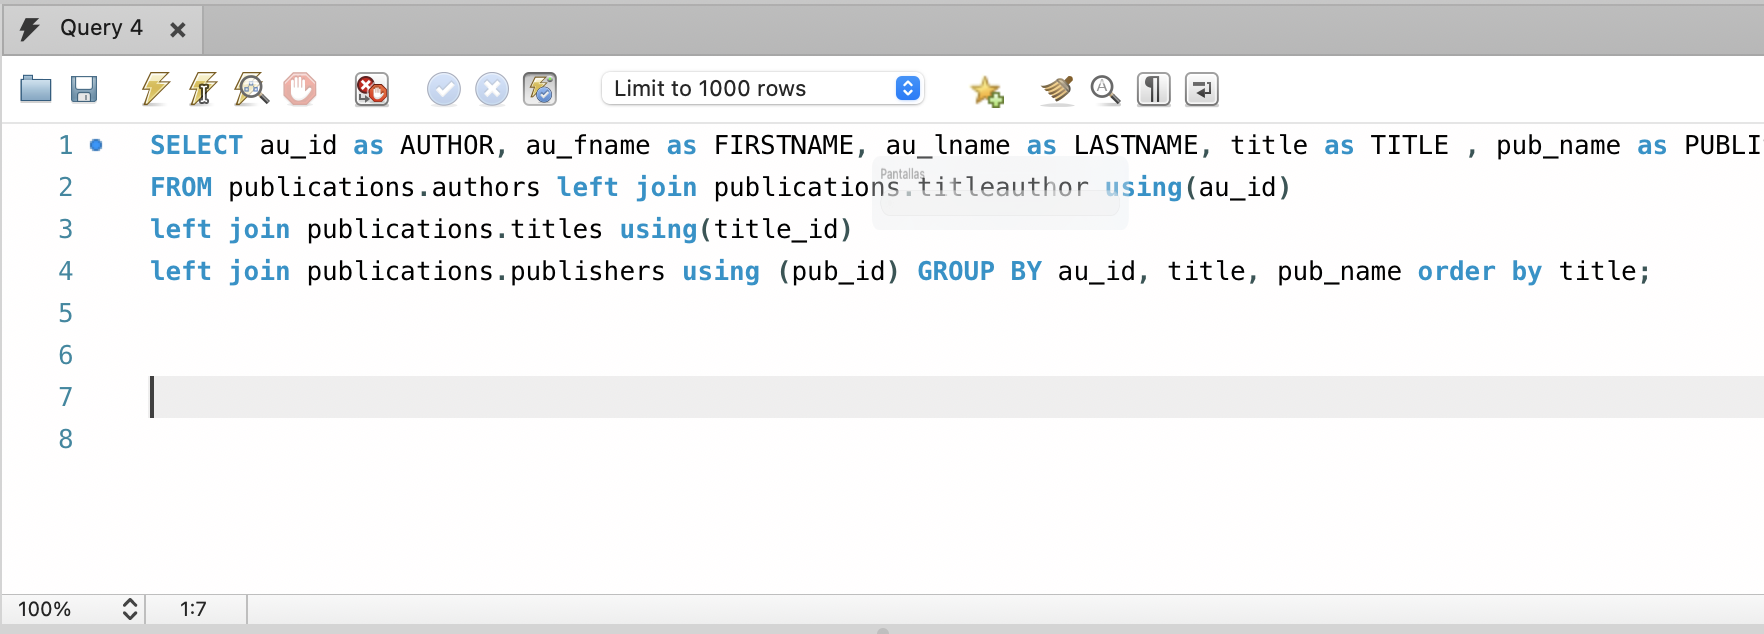 Query 4
Limit to 1000 rows
1 SELECT au_id as AUTHOR, au_fname as FIRSTNAME, au_lname as LASTNAME, title as TITLE , pub_name as PUBLI
Pantallas
2 FROM publications.authors left join publications.titleauthor using(au_id)
3 left join publications.titles using(title_id)
4 left join publications.publishers using (pub_id) GROUP BY au_id, title, pub_name order by title;
5
6
7
8
100% 1:7